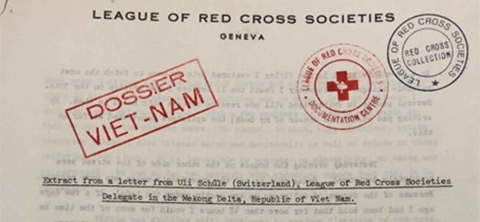 LEAGUE OF RED CROSS SOCIETIES
GENEVA
DOSSIER
VIET-NAM
LEAGUE OF RED CROSS SOCIETIES
DOCUMENTATION CENTRE
LEAGUE OF RED CROSS SOCIETIES
RED CROSS
COLLECTION
Extract from a letter from Uli Schüle (Switzerland), League of Red Cross Societies
Delegate in the Mekong Delta, Republic of Viet Nam.